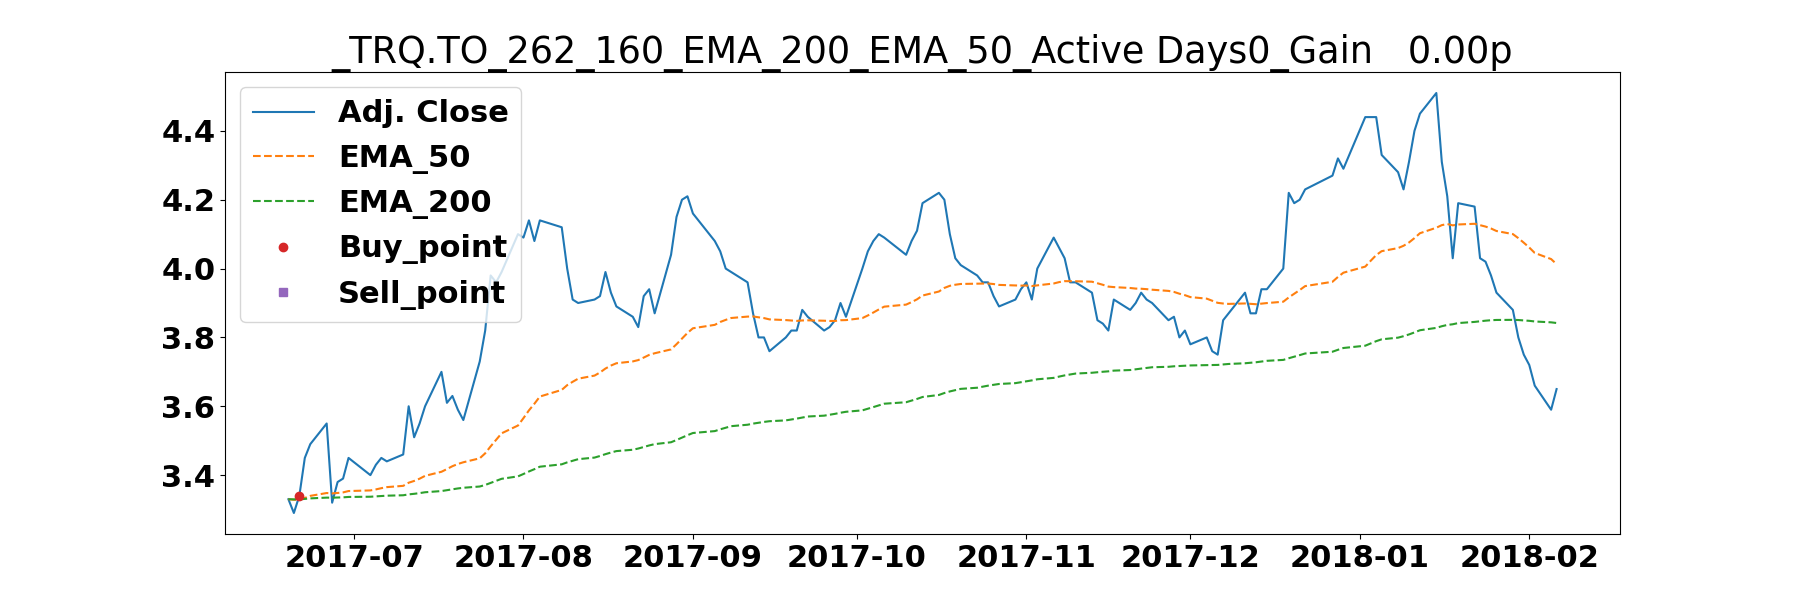 _TRQ.TO_262_160_EMA_200_EMA_50_Active Days0_Gain   0.00p
Adj. Close
EMA_50
EMA_200
Buy_point
Sell_point
4.4
4.2
4.0
3.8
3.6
3.4
2017-07 2017-08 2017-09 2017-10 2017-11 2017-12 2018-01 2018-02